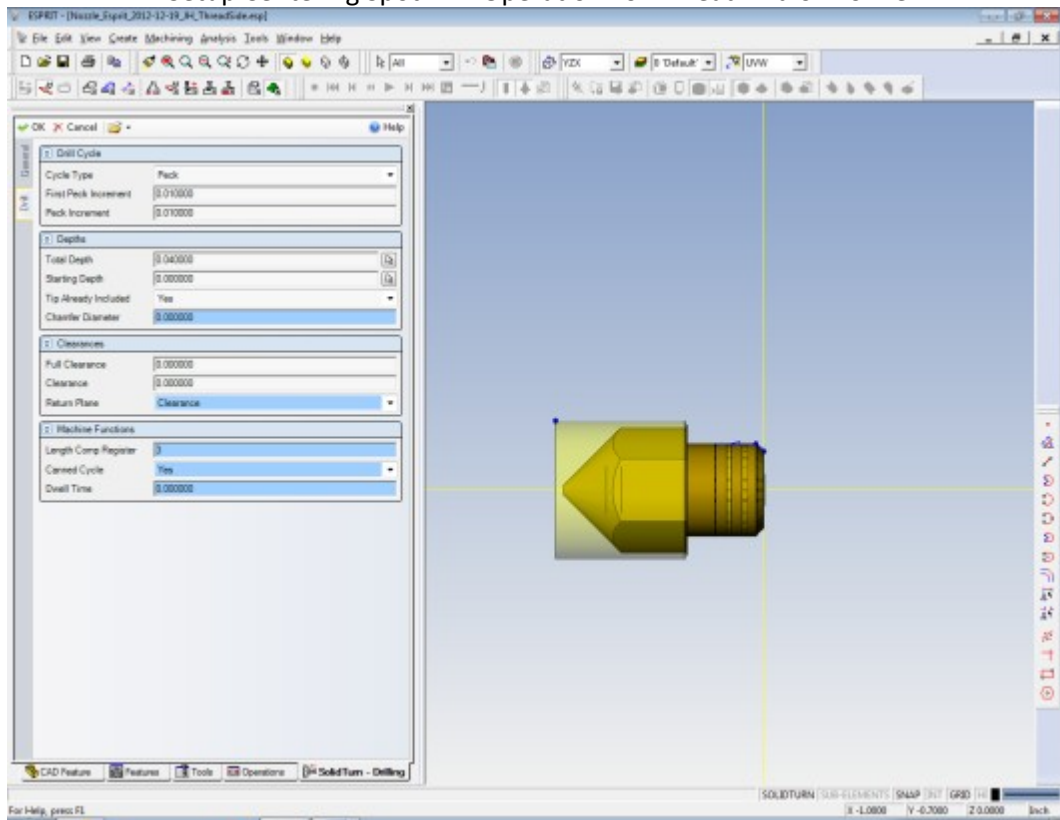 ESPRIT - [Nozzle_Esprit_2012-12-19_JH_ThreadSide.esp]
File Edit View Create Machining Analysis Tools Window Help
All
YZX
0 'Default'
UVW
OK Cancel Help
General
Drill
Drill Cycle
Cycle Type Peck
First Peck Increment 0.010000
Peck Increment 0.010000
Depths
Total Depth 0.040000
Starting Depth 0.000000
Tip Already Included Yes
Chamfer Diameter 0.000000
Clearances
Full Clearance 0.000000
Clearance 0.000000
Return Plane Clearance
Machine Functions
Length Comp Register 3
Canned Cycle Yes
Dwell Time 0.000000
CAD Feature Features Tools Operations SolidTurn - Drilling
SOLIDTURN SUB-ELEMENTS SNAP INT GRID HI
For Help, press F1 X -1.0000 Y -0.7000 Z 0.0000 Inch